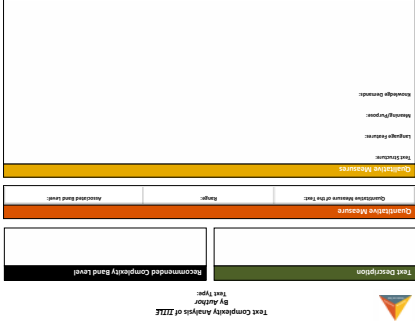 Text Complexity Analysis of TITLE
By Author
Text Type:
Text Description
Recommended Complexity Band Level
Quantitative Measure
Quantitative Measure of the Text:
Range:
Associated Band Level:
Qualitative Measures
Text Structure:
Language Features:
Meaning/Purpose:
Knowledge Demands: